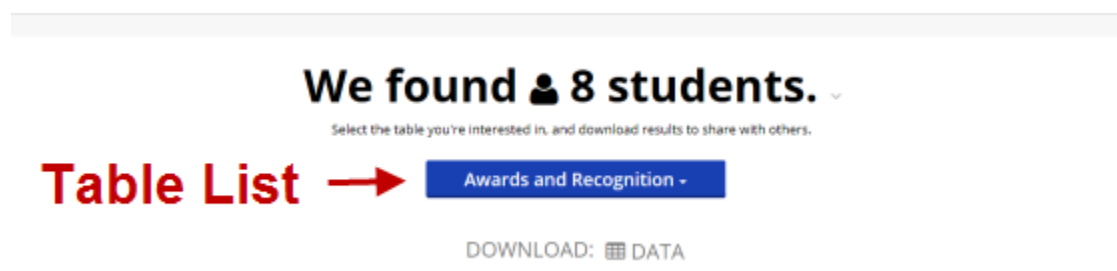 We found 8 students.
Select the table you're interested in, and download results to share with others.
Table List
Awards and Recognition
DOWNLOAD: DATA